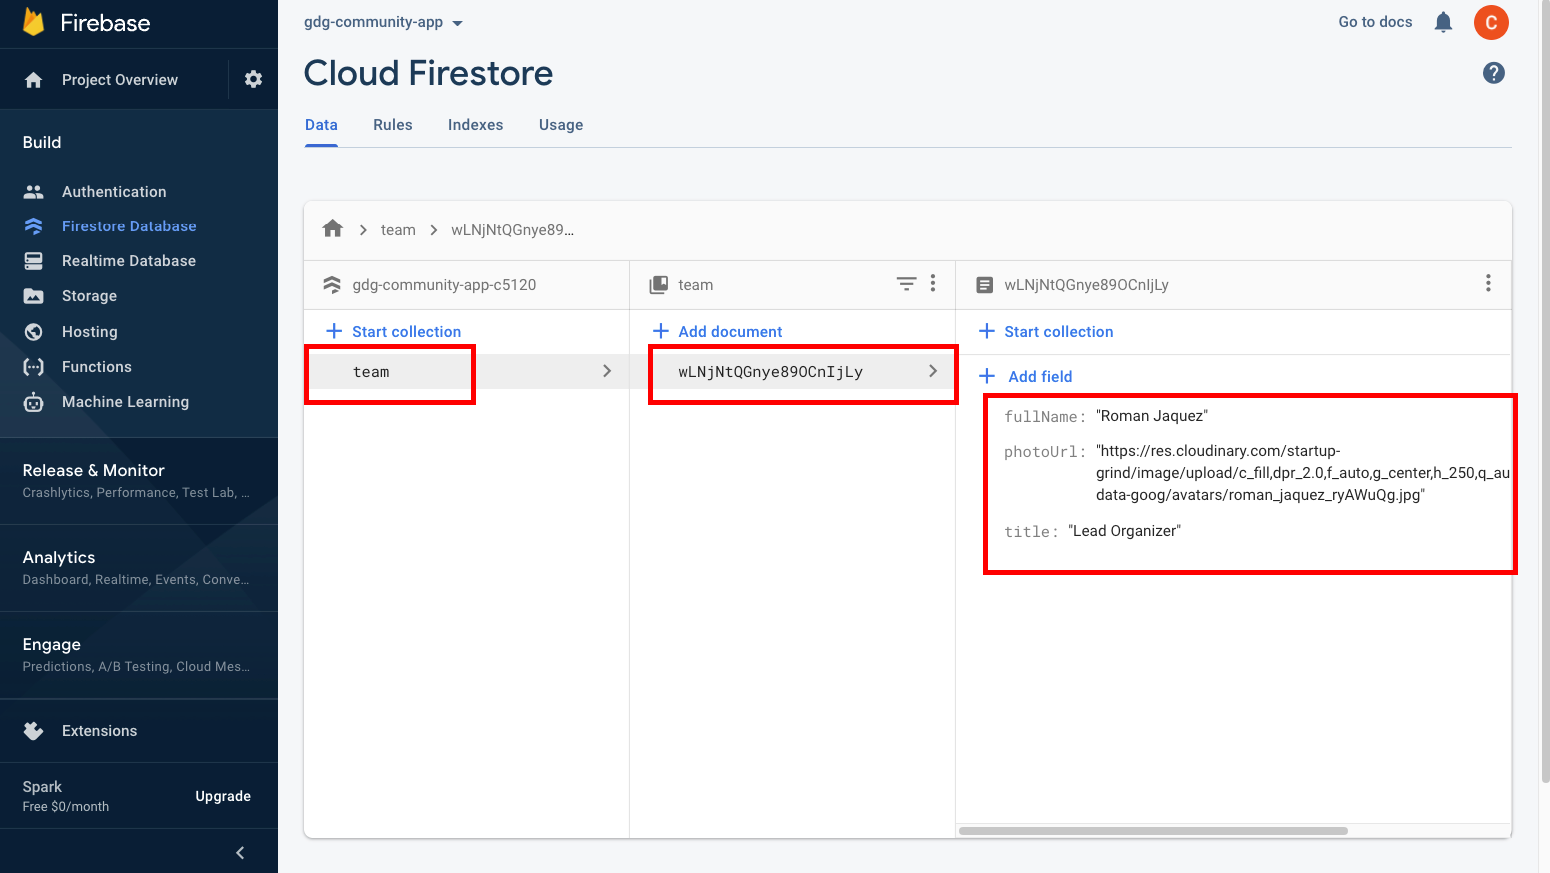 Firebase
Project Overview
Build
Authentication
Firestore Database
Realtime Database
Storage
Hosting
Functions
Machine Learning
Release & Monitor
Crashlytics, Performance, Test Lab, ...
Analytics
Dashboard, Realtime, Events, Conve...
Engage
Predictions, A/B Testing, Cloud Mes...
Extensions
Spark
Free $0/month
Upgrade
gdg-community-app
Go to docs
C
Cloud Firestore
?
Data Rules Indexes Usage
team
wLNjNtQGnye89...
gdg-community-app-c5120
Start collection
team
team
Add document
wLNjNtQGnye89OCnIjLy
wLNjNtQGnye89OCnIjLy
Start collection
Add field
fullName: "Roman Jaquez"
photoUrl: "https://res.cloudinary.com/startup-
grind/image/upload/c_fill,dpr_2.0,f_auto,g_center,h_250,q_au
data-goog/avatars/roman_jaquez_ryAWuQg.jpg"
title: "Lead Organizer"